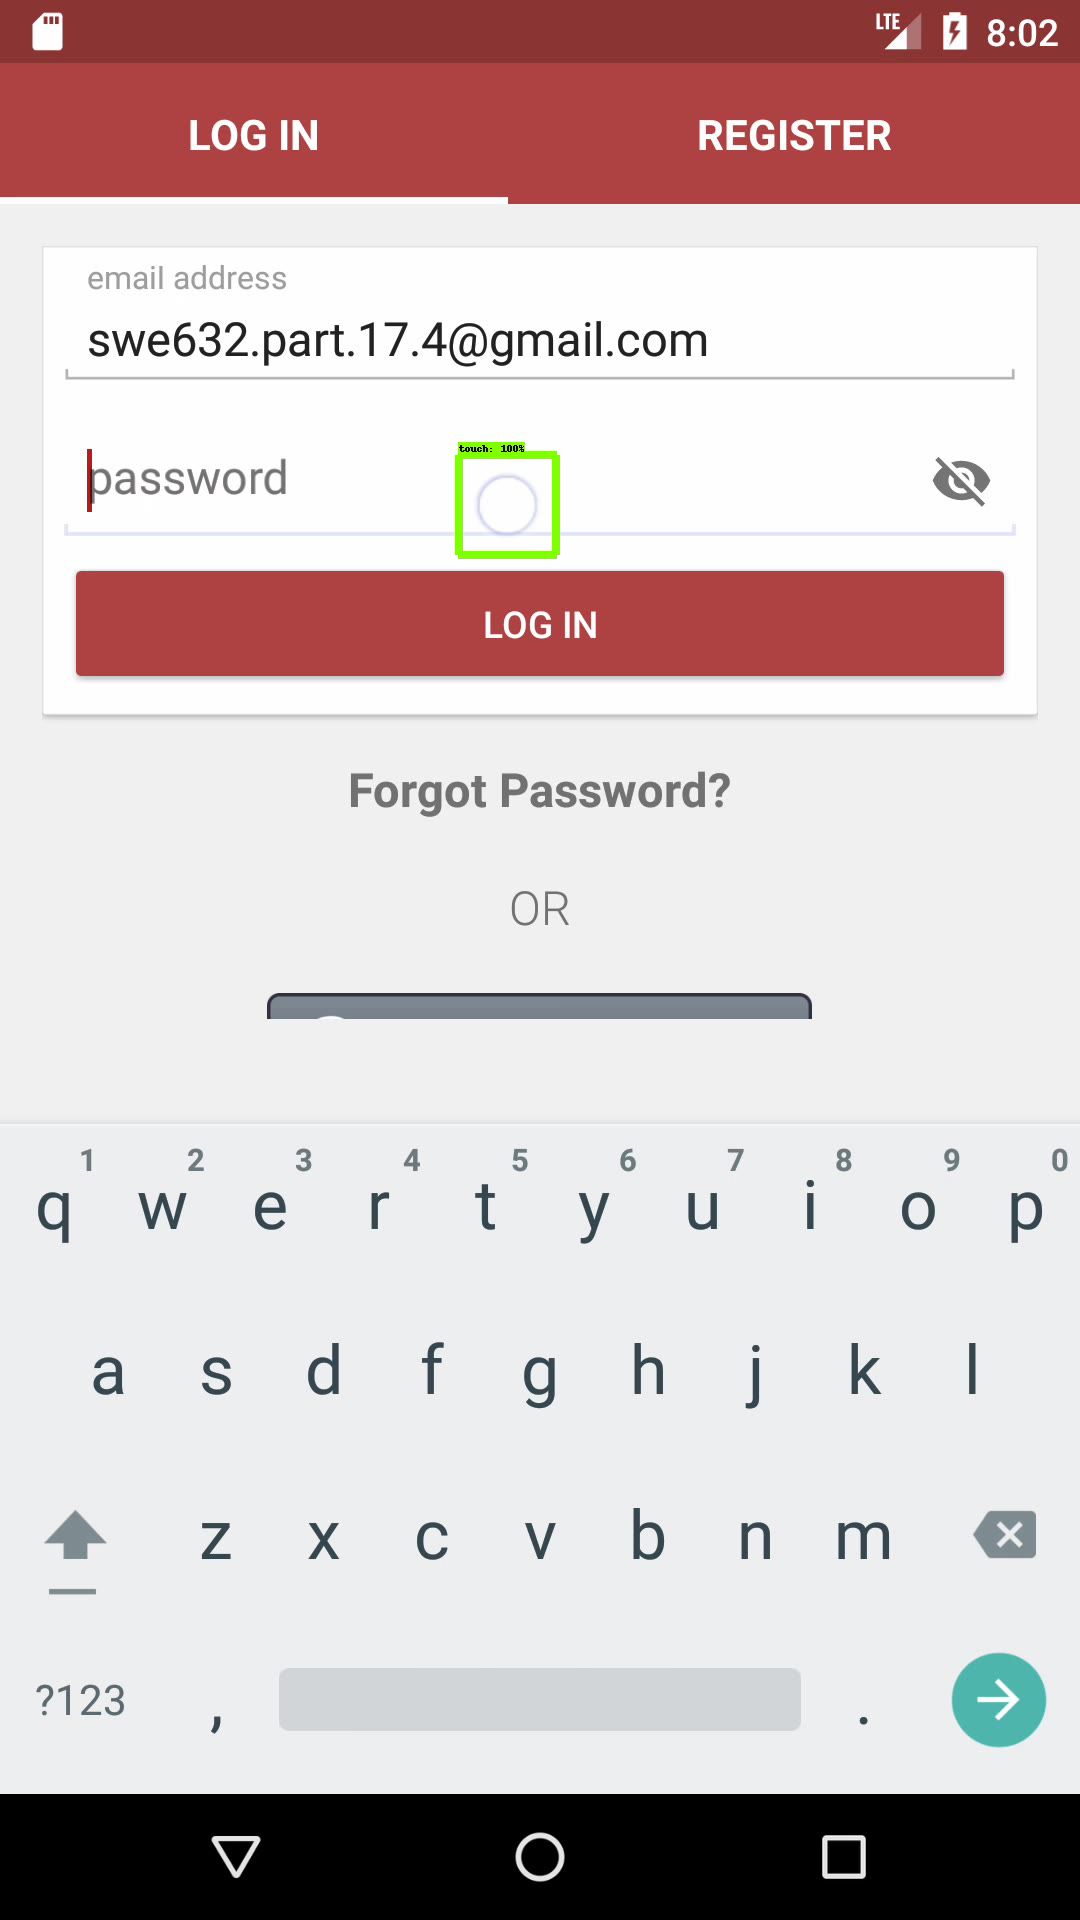 LTE 8:02
LOG IN REGISTER
email address
swe632.part.17.4@gmail.com
touch: 100%
password
LOG IN
Forgot Password?
OR
1 2 3 4 5 6 7 8 9 0
q w e r t y u i o p
a s d f g h j k l
z x c v b n m
?123 , .